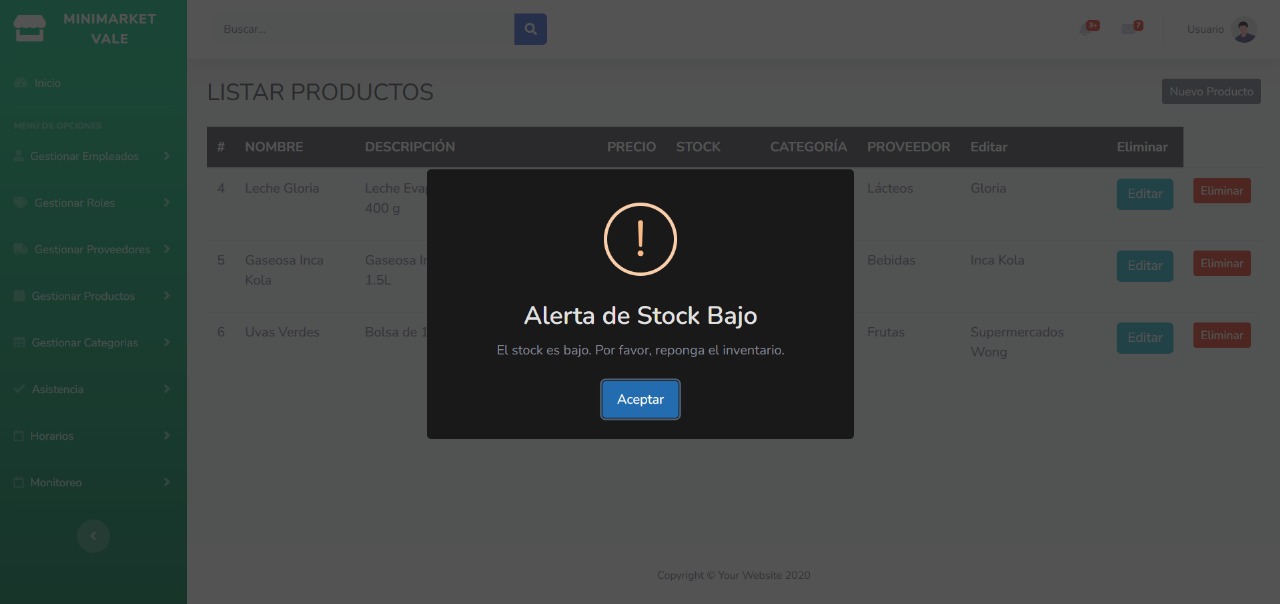 MINIMARKET
VALE
Buscar...
3+
7
Usuario
Inicio
LISTAR PRODUCTOS
Nuevo Producto
MENÚ DE OPCIONES
Gestionar Empleados
Gestionar Roles
Gestionar Proveedores
Gestionar Productos
Gestionar Categorias
Asistencia
Horarios
Monitoreo
# NOMBRE DESCRIPCIÓN PRECIO STOCK CATEGORÍA PROVEEDOR Editar Eliminar
4 Leche Gloria Leche Eva Lácteos Gloria Editar Eliminar
400 g
5 Gaseosa Inca Gaseosa I Bebidas Inca Kola Editar Eliminar
Kola 1.5L
6 Uvas Verdes Bolsa de 1 Frutas Supermercados Editar Eliminar
Wong
Alerta de Stock Bajo
El stock es bajo. Por favor, reponga el inventario.
Aceptar
Copyright © Your Website 2020